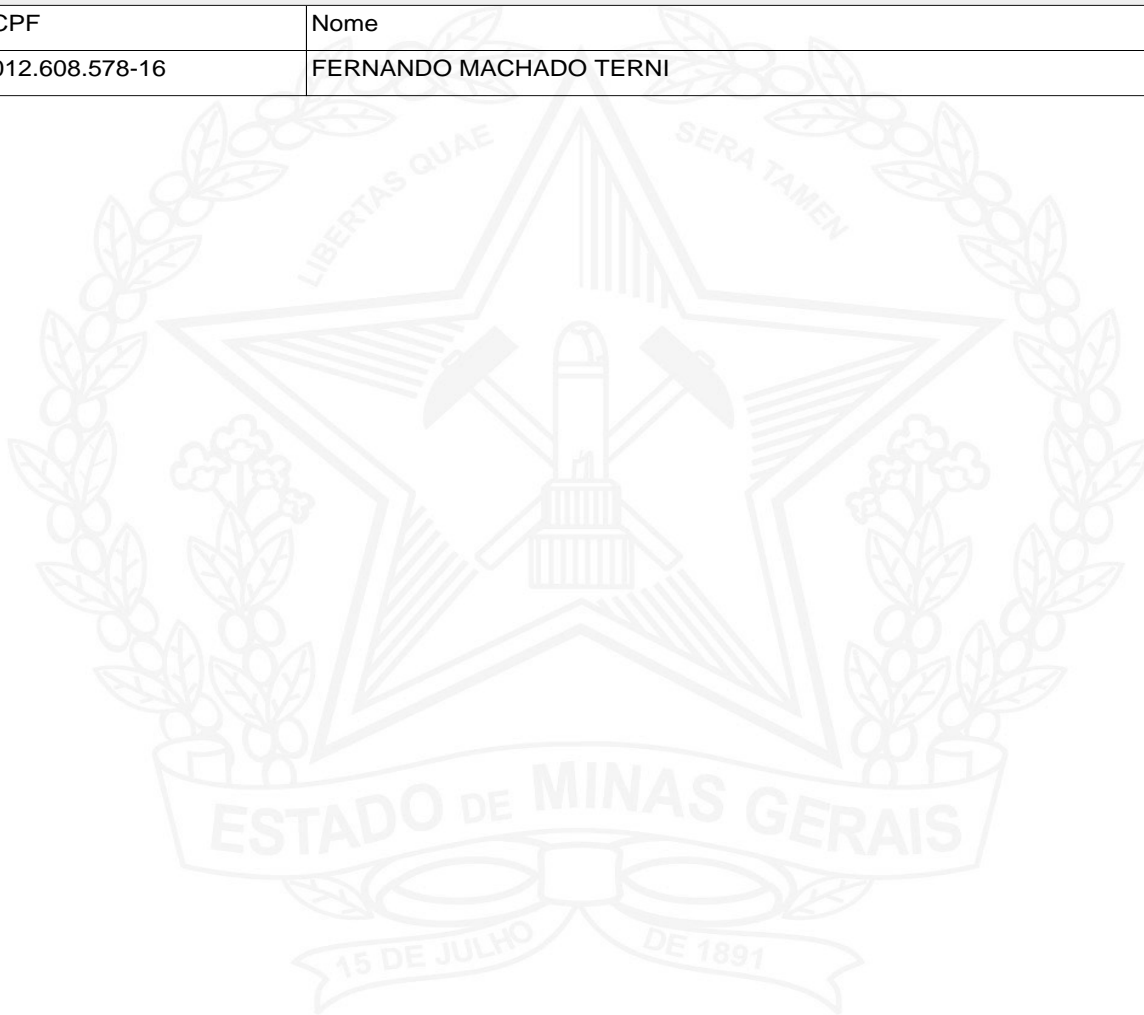 CPF Nome
012.608.578-16 FERNANDO MACHADO TERNI
LIBERTAS QUAE SERA TAMEN
ESTADO DE MINAS GERAIS
15 DE JULHO DE 1891